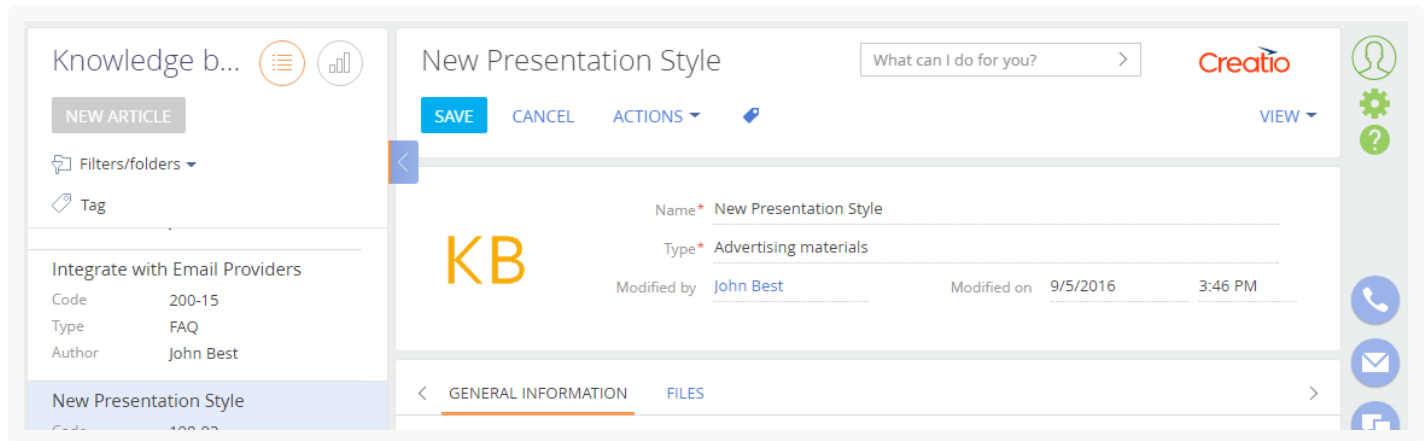 Knowledge b...
NEW ARTICLE
Filters/folders
Tag
Integrate with Email Providers
Code 200-15
Type FAQ
Author John Best
New Presentation Style
New Presentation Style
What can I do for you?
Creatio
SAVE CANCEL ACTIONS VIEW
?
KB
Name* New Presentation Style
Type* Advertising materials
Modified by John Best Modified on 9/5/2016 3:46 PM
GENERAL INFORMATION FILES